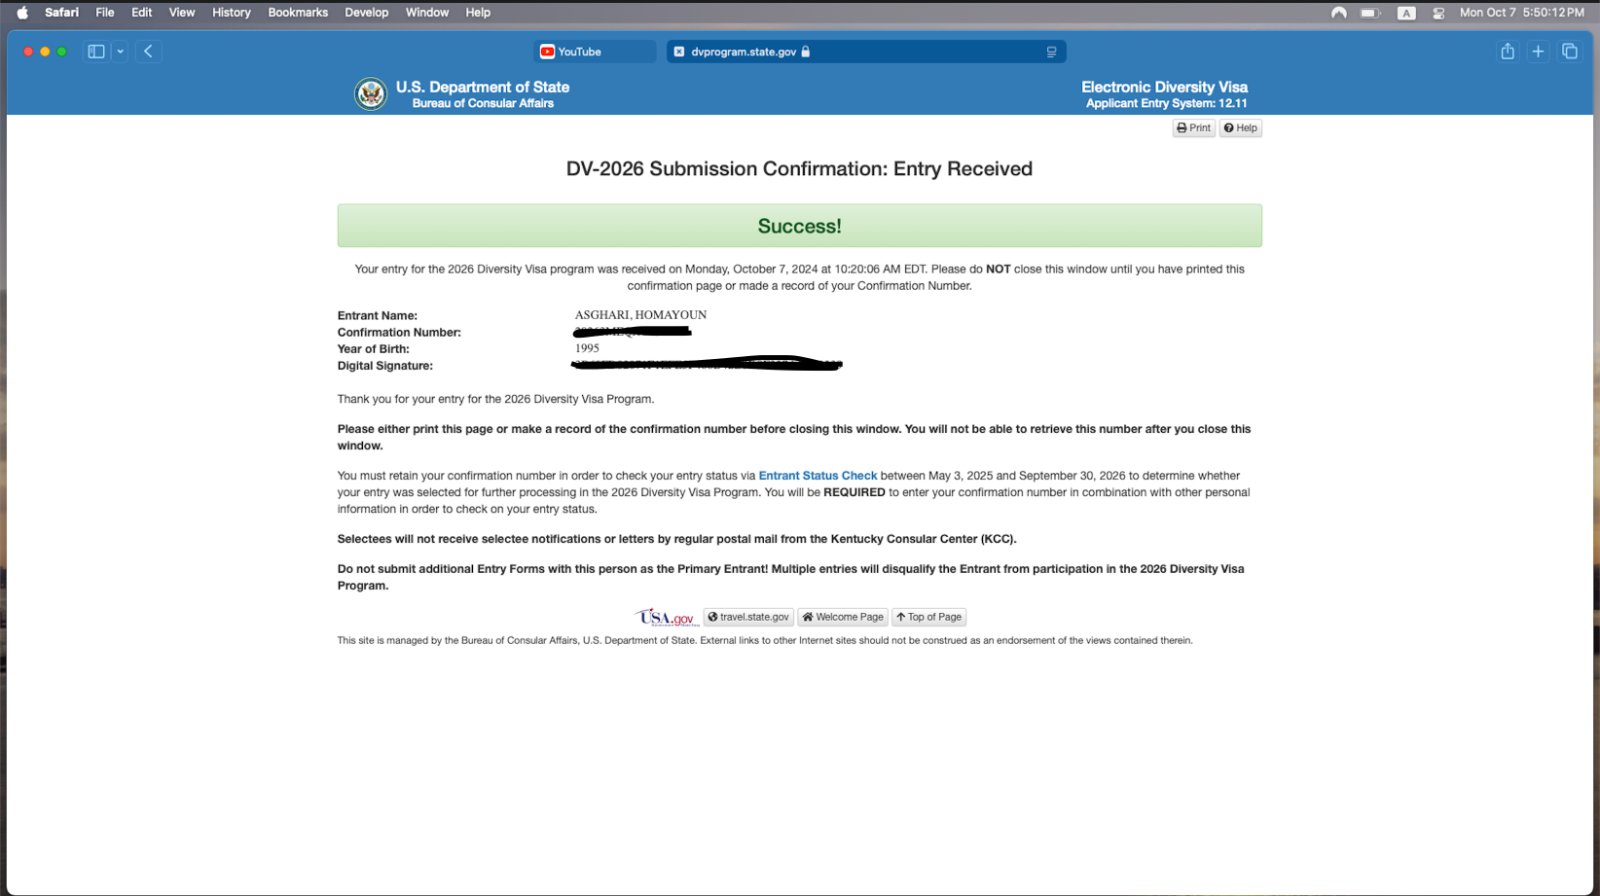 Safari File Edit View History Bookmarks Develop Window Help
A Mon Oct 7 5:50:12 PM
YouTube
dvprogram.state.gov
U.S. Department of State
Bureau of Consular Affairs
Electronic Diversity Visa
Applicant Entry System: 12.11
Print Help
DV-2026 Submission Confirmation: Entry Received
Success!
Your entry for the 2026 Diversity Visa program was received on Monday, October 7, 2024 at 10:20:06 AM EDT. Please do NOT close this window until you have printed this
confirmation page or made a record of your Confirmation Number.
Entrant Name: ASGHARI, HOMAYOUN
Confirmation Number:
Year of Birth: 1995
Digital Signature:
Thank you for your entry for the 2026 Diversity Visa Program.
Please either print this page or make a record of the confirmation number before closing this window. You will not be able to retrieve this number after you close this
window.
You must retain your confirmation number in order to check your entry status via Entrant Status Check between May 3, 2025 and September 30, 2026 to determine whether
your entry was selected for further processing in the 2026 Diversity Visa Program. You will be REQUIRED to enter your confirmation number in combination with other personal
information in order to check on your entry status.
Selectees will not receive selectee notifications or letters by regular postal mail from the Kentucky Consular Center (KCC).
Do not submit additional Entry Forms with this person as the Primary Entrant! Multiple entries will disqualify the Entrant from participation in the 2026 Diversity Visa
Program.
USA.gov travel.state.gov Welcome Page Top of Page
This site is managed by the Bureau of Consular Affairs, U.S. Department of State. External links to other Internet sites should not be construed as an endorsement of the views contained therein.